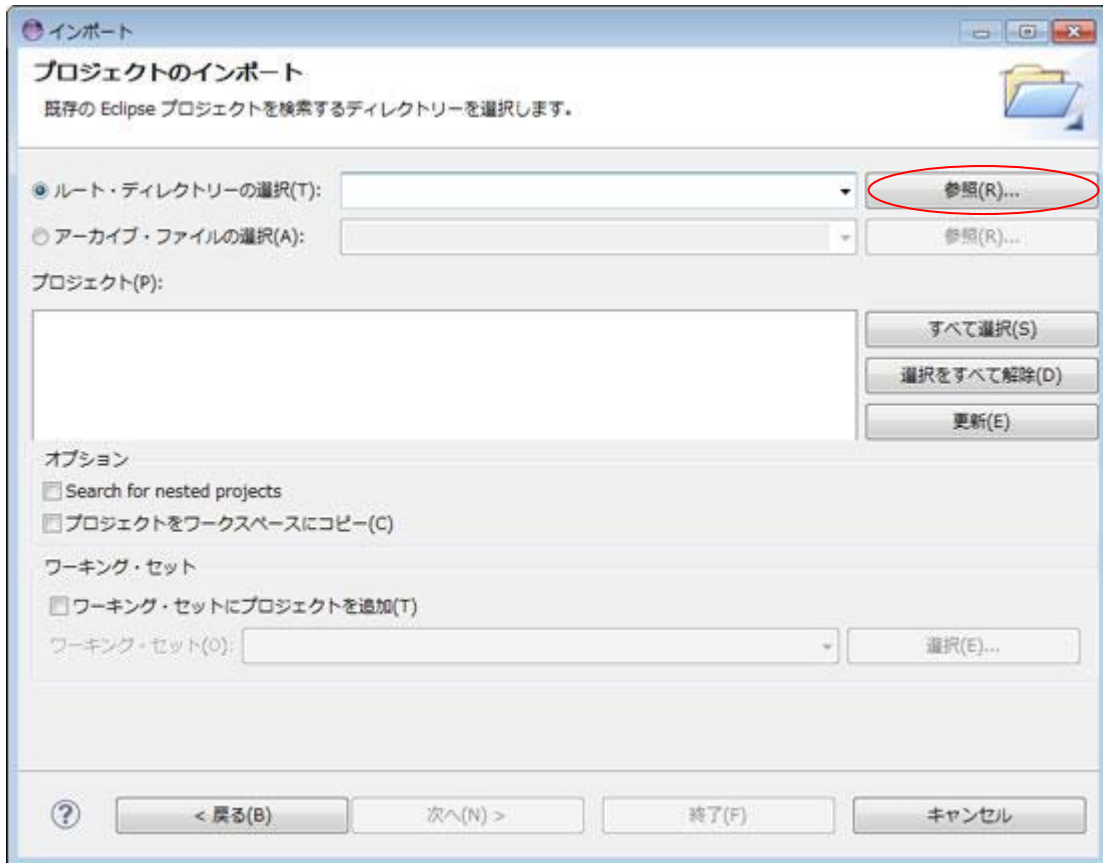 インポート
プロジェクトのインポート
既存の Eclipse プロジェクトを検索するディレクトリーを選択します。
ルート・ディレクトリーの選択(T): 参照(R)...
アーカイブ・ファイルの選択(A): 参照(R)...
プロジェクト(P):
すべて選択(S)
選択をすべて解除(D)
更新(E)
オプション
Search for nested projects
プロジェクトをワークスペースにコピー(C)
ワーキング・セット
ワーキング・セットにプロジェクトを追加(T)
ワーキング・セット(O): 選択(E)...
? < 戻る(B) 次へ(N) > 終了(F) キャンセル